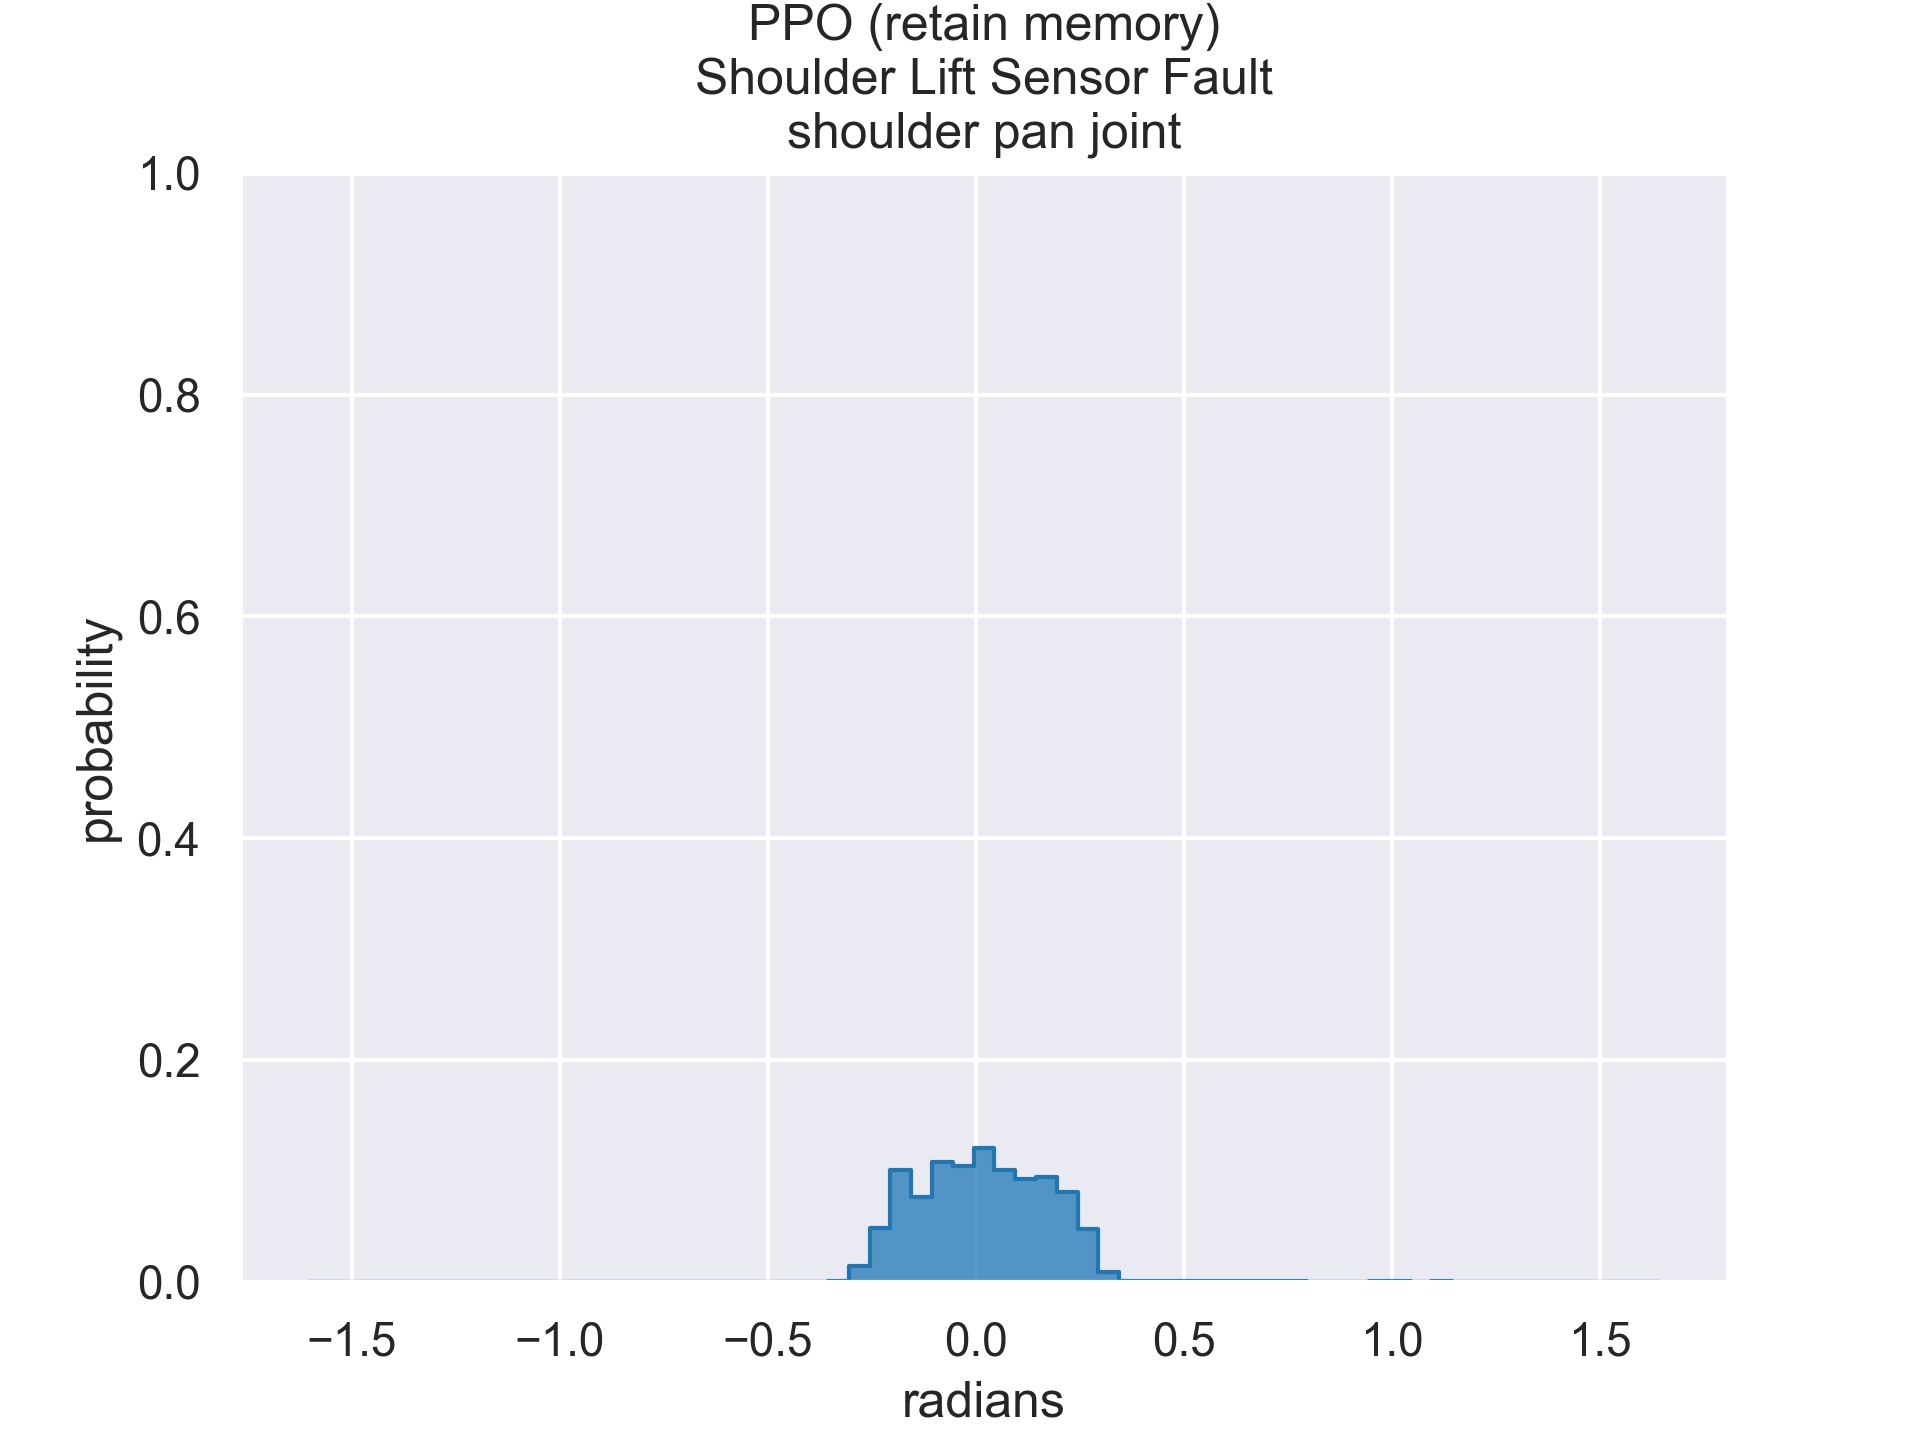 PPO (retain memory)
Shoulder Lift Sensor Fault
shoulder pan joint
1.0
0.8
0.6
0.4
0.2
0.0
probability
−1.5
−1.0
−0.5
0.0
0.5
1.0
1.5
radians